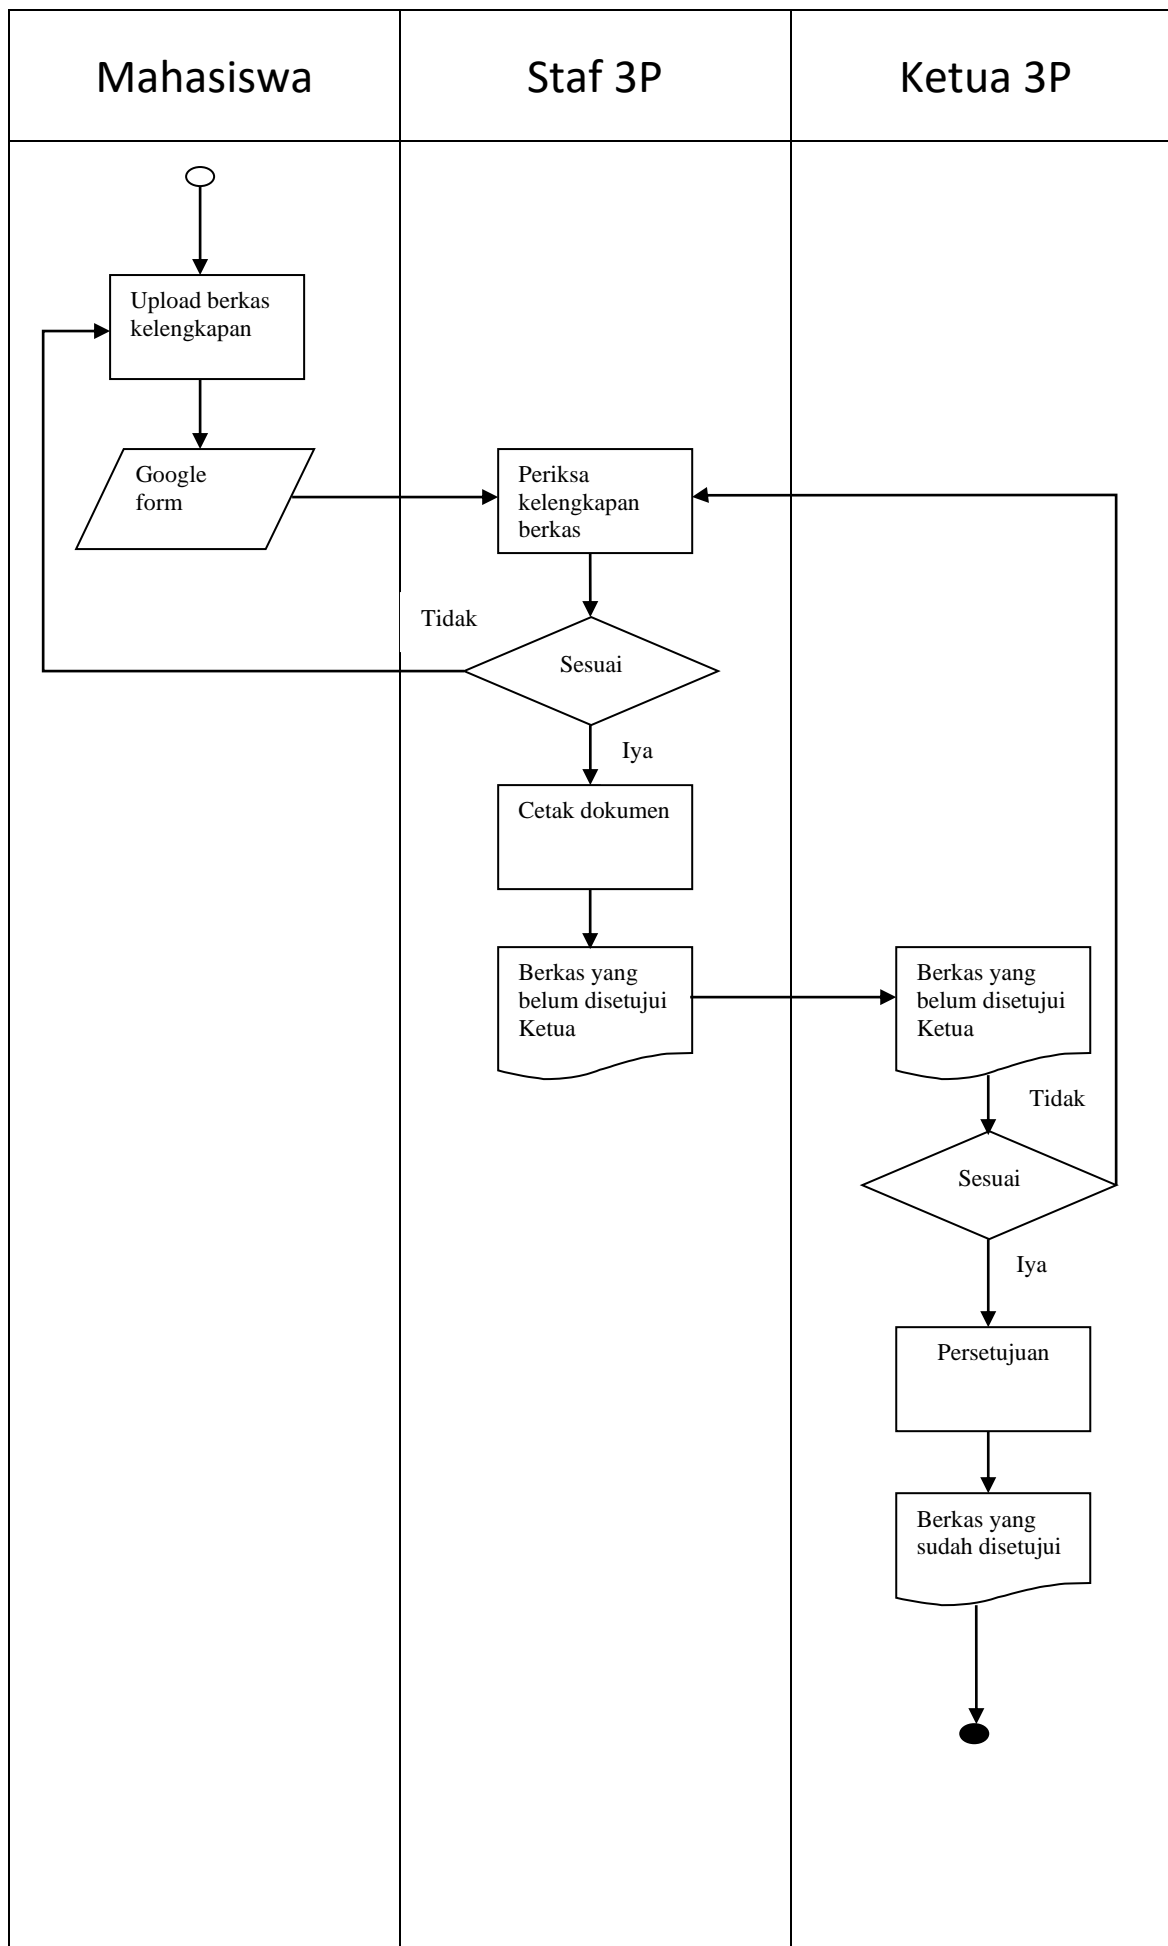 Mahasiswa
Staf 3P
Ketua 3P
Upload berkas
kelengkapan
Google
form
Periksa
kelengkapan
berkas
Tidak
Sesuai
Iya
Cetak dokumen
Berkas yang
belum disetujui
Ketua
Berkas yang
belum disetujui
Ketua
Tidak
Sesuai
Iya
Persetujuan
Berkas yang
sudah disetujui